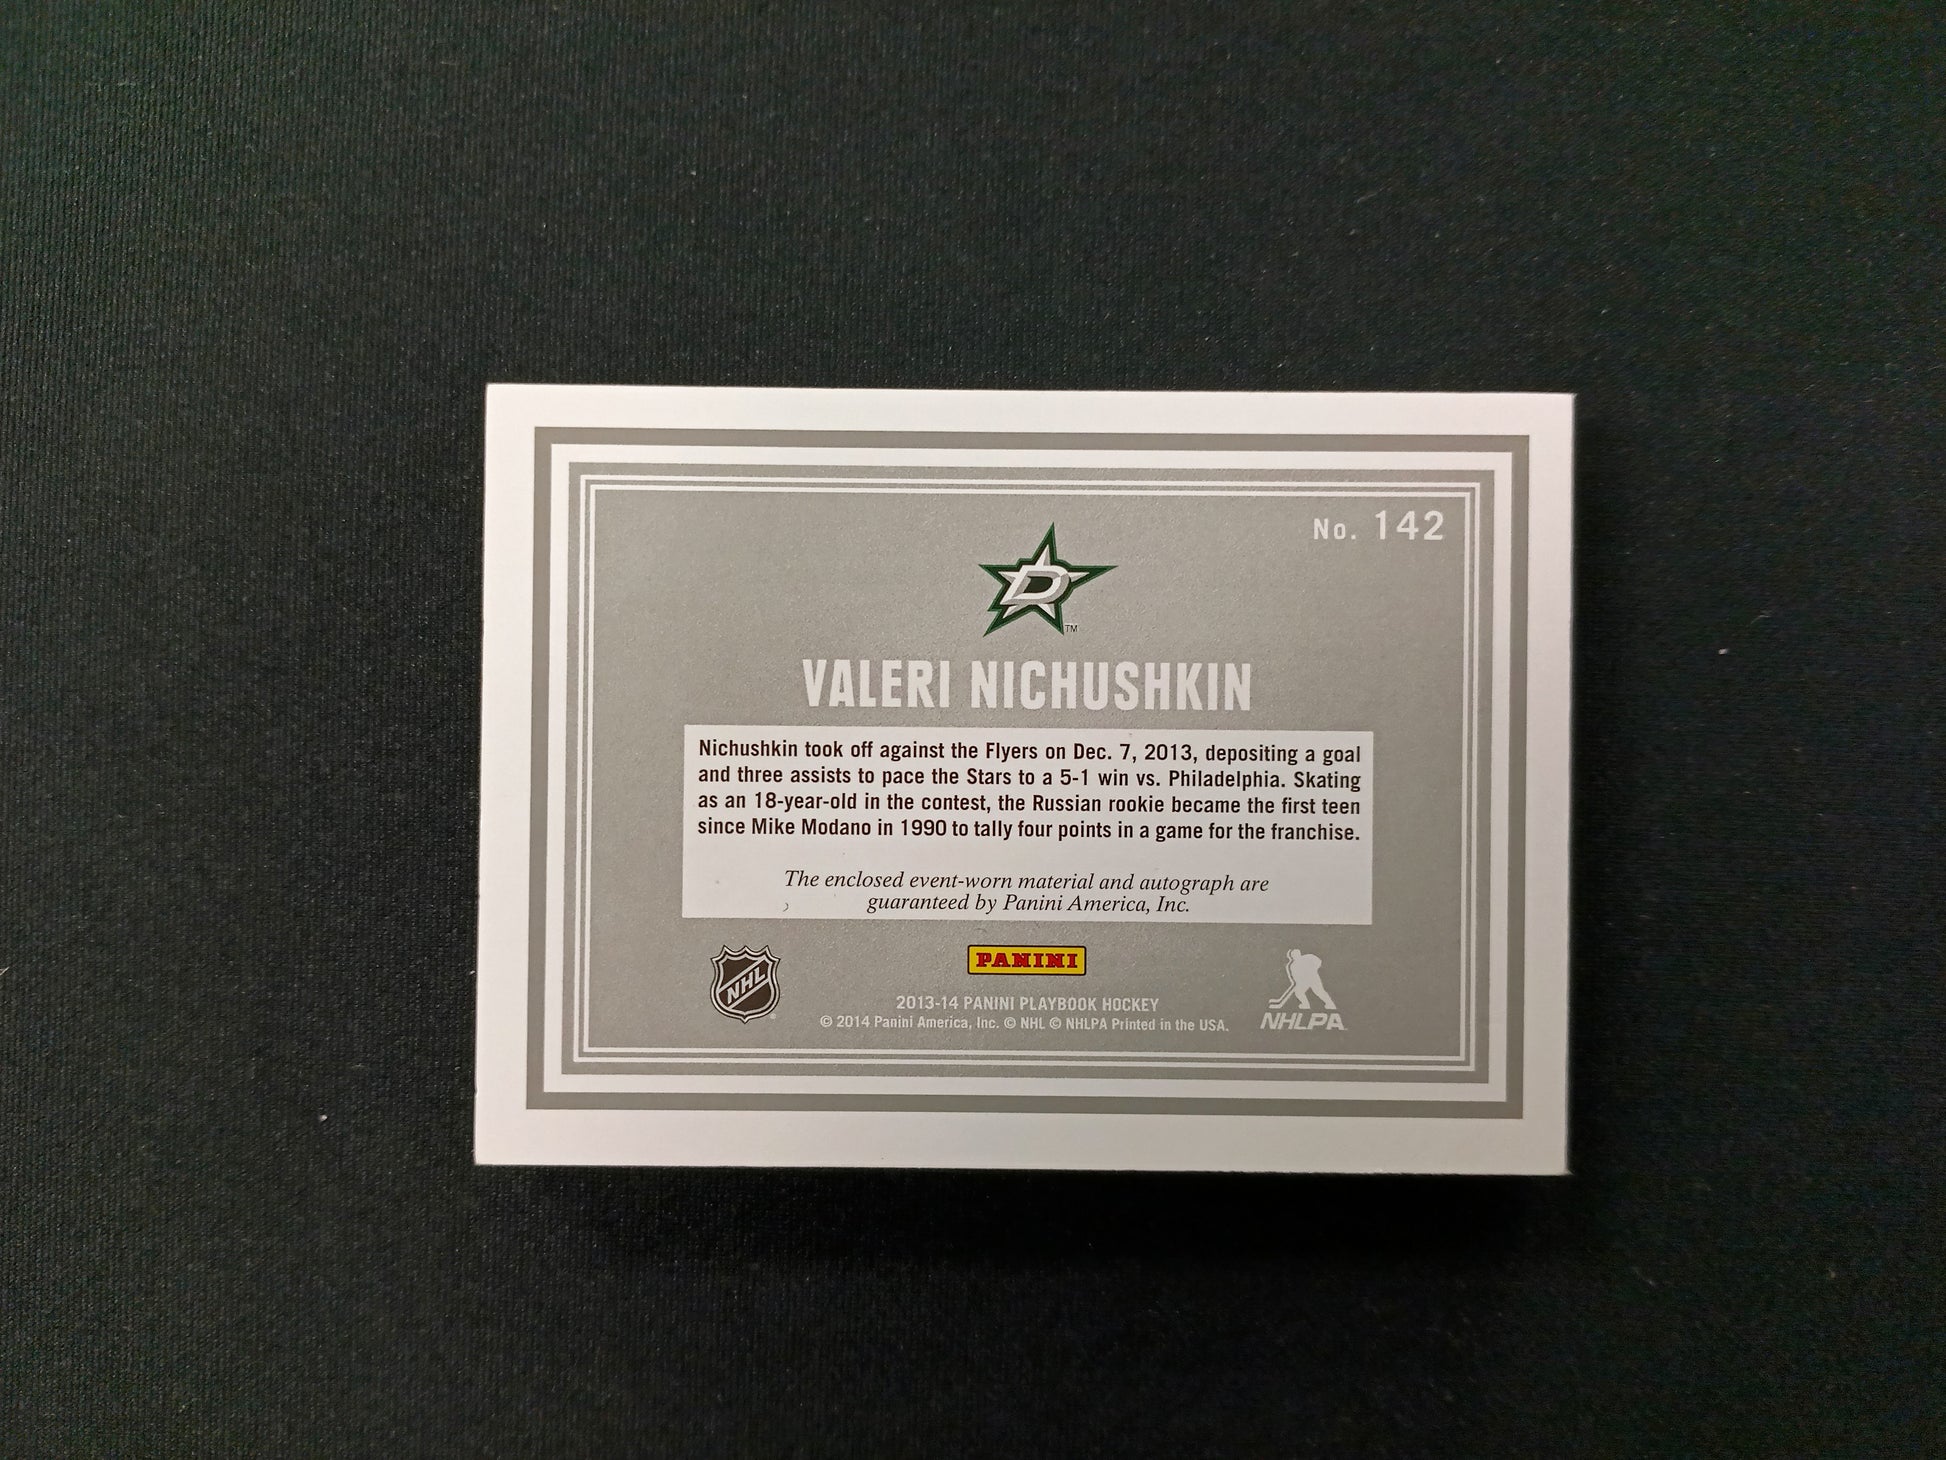 No. 142
D
TM
VALERI NICHUSHKIN
Nichushkin took off against the Flyers on Dec. 7, 2013, depositing a goal
and three assists to pace the Stars to a 5-1 win vs. Philadelphia. Skating
as an 18-year-old in the contest, the Russian rookie became the first teen
since Mike Modano in 1990 to tally four points in a game for the franchise.
The enclosed event-worn material and autograph are
guaranteed by Panini America, Inc.
NHL
PANINI
2013-14 PANINI PLAYBOOK HOCKEY
© 2014 Panini America, Inc. © NHL © NHLPA Printed in the USA.
NHLPA